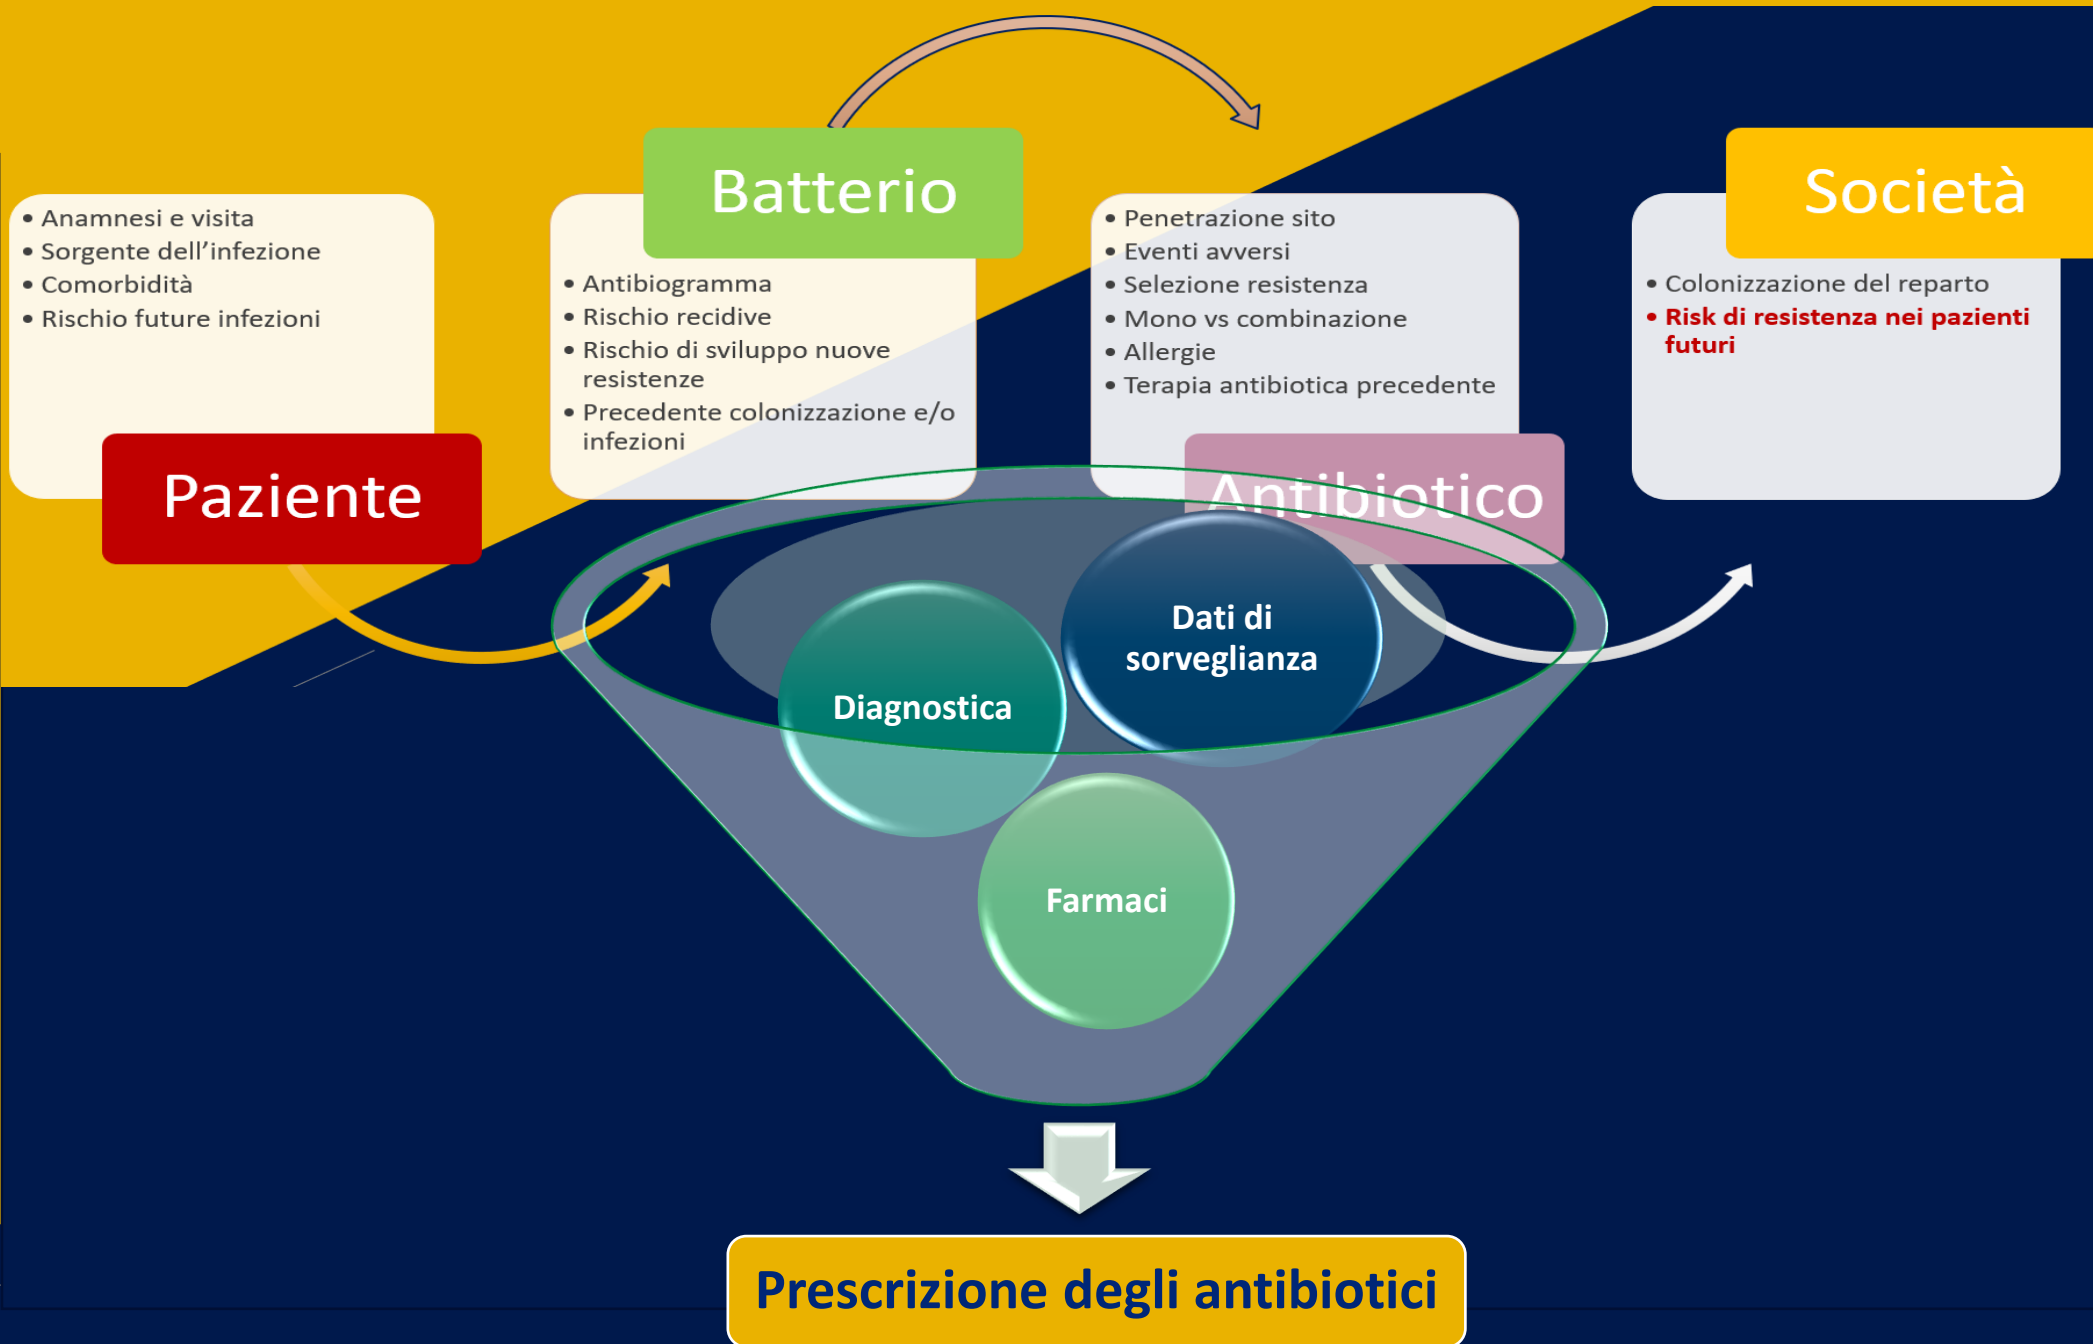 • Anamnesi e visita
• Sorgente dell’infezione
• Comorbidità
• Rischio future infezioni
Paziente
Batterio
• Antibiogramma
• Rischio recidive
• Rischio di sviluppo nuove
resistenze
• Precedente colonizzazione e/o
infezioni
• Penetrazione sito
• Eventi avversi
• Selezione resistenza
• Mono vs combinazione
• Allergie
• Terapia antibiotica precedente
Antibiotico
Società
• Colonizzazione del reparto
• Risk di resistenza nei pazienti
futuri
Dati di
sorveglianza
Diagnostica
Farmaci
Prescrizione degli antibiotici